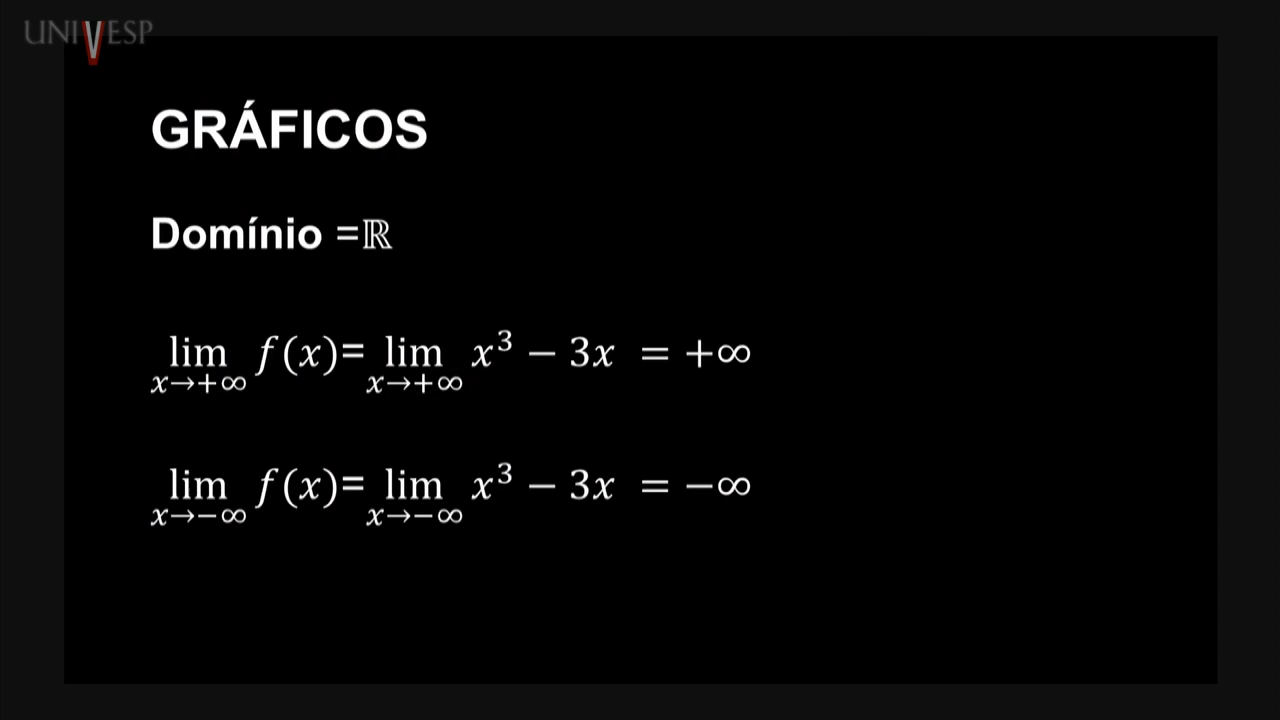 UNIVESP
GRÁFICOS
Domínio =ℝ
lim f(x)= lim x³ − 3x = +∞
x→+∞ x→+∞
lim f(x)= lim x³ − 3x = −∞
x→−∞ x→−∞